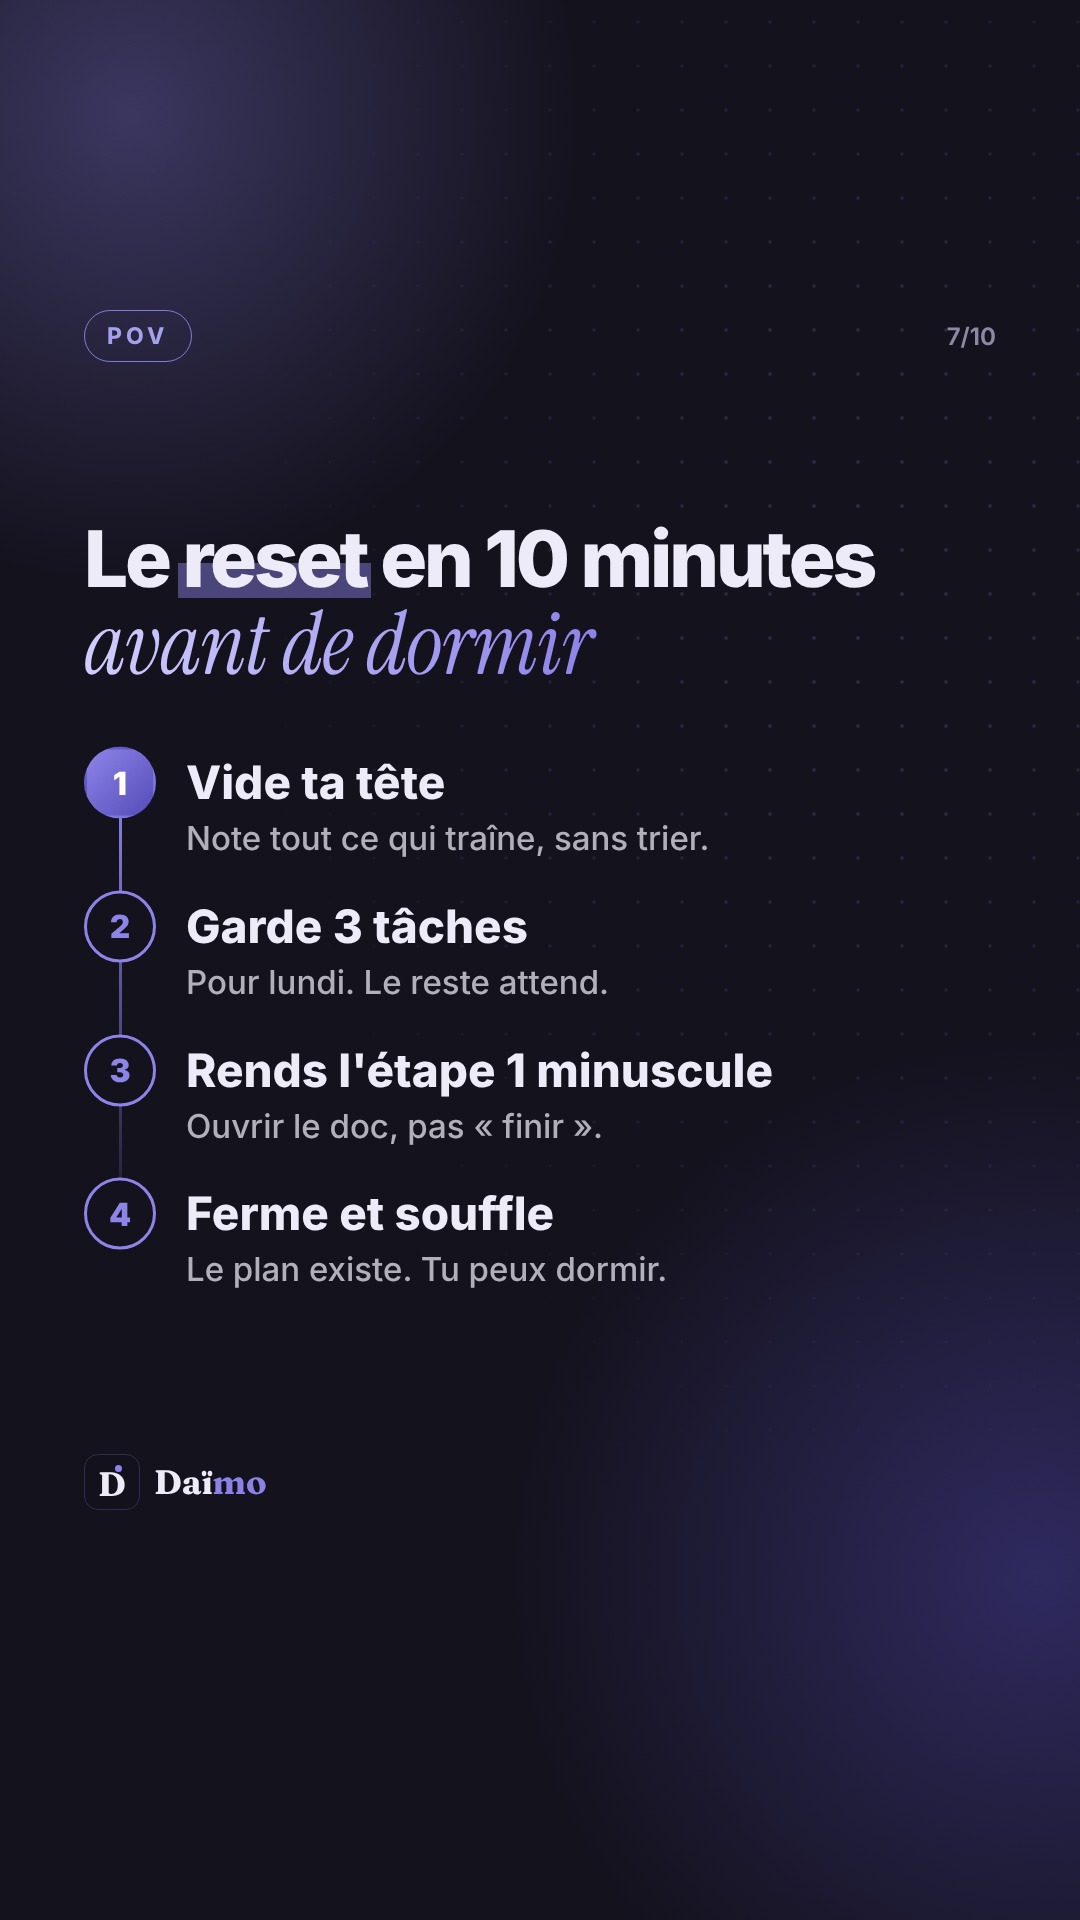 POV
7/10
Le reset en 10 minutes
avant de dormir
1
Vide ta tête
Note tout ce qui traîne, sans trier.
2
Garde 3 tâches
Pour lundi. Le reste attend.
3
Rends l'étape 1 minuscule
Ouvrir le doc, pas « finir ».
4
Ferme et souffle
Le plan existe. Tu peux dormir.
D Daïmo